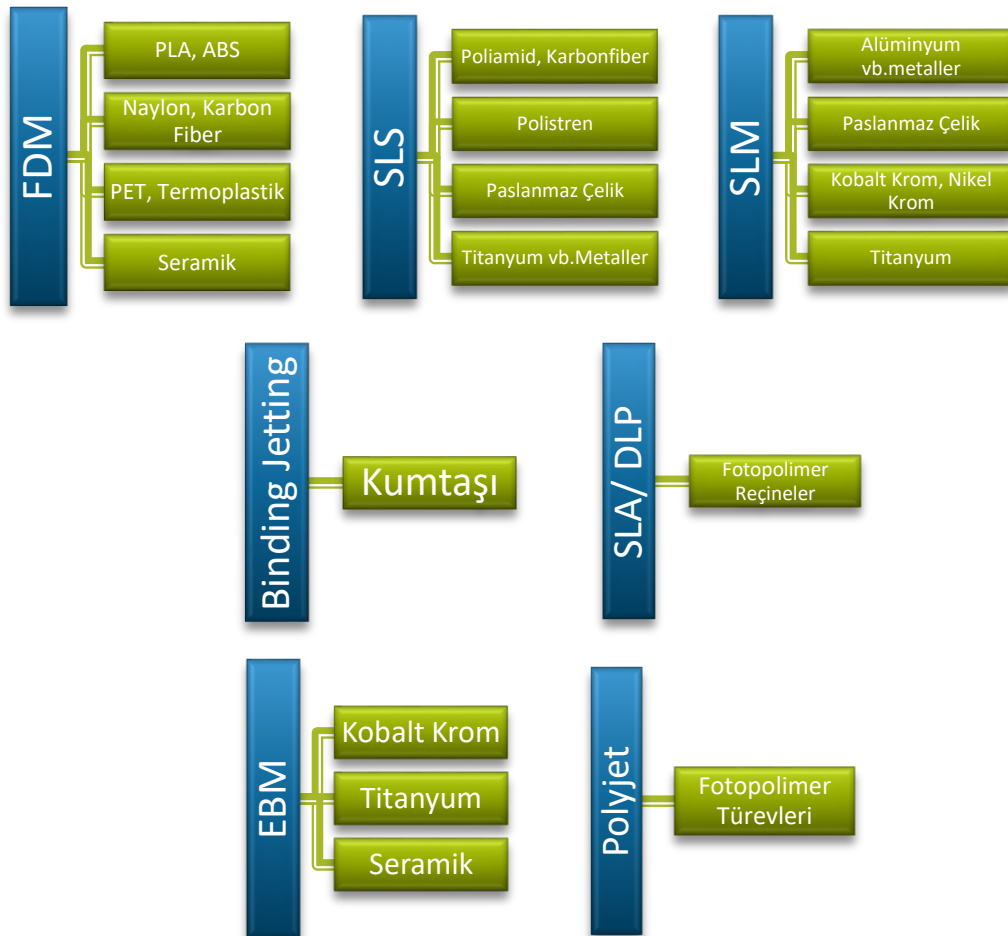 FDM
PLA, ABS
Naylon, Karbon
Fiber
PET, Termoplastik
Seramik
SLS
Poliamid, Karbonfiber
Polistren
Paslanmaz Çelik
Titanyum vb.Metaller
SLM
Alüminyum
vb.metaller
Paslanmaz Çelik
Kobalt Krom, Nikel
Krom
Titanyum
Binding Jetting
Kumtaşı
SLA/ DLP
Fotopolimer
Reçineler
EBM
Kobalt Krom
Titanyum
Seramik
Polyjet
Fotopolimer
Türevleri